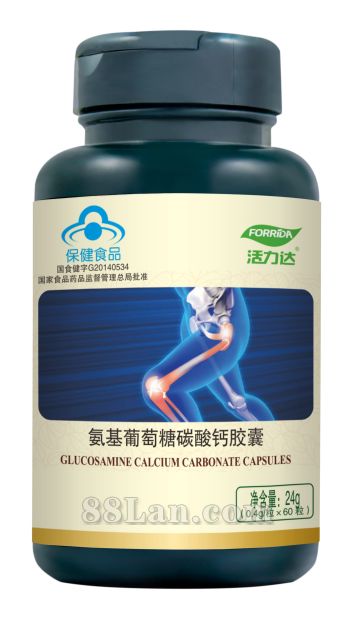 保健食品
国食健字G20140534
国家食品药品监督管理总局批准
FORRIDA
活力达®
氨基葡萄糖碳酸钙胶囊
GLUCOSAMINE CALCIUM CARBONATE CAPSULES
净含量：24g
(0.4g/粒×60粒)
88Lan.com